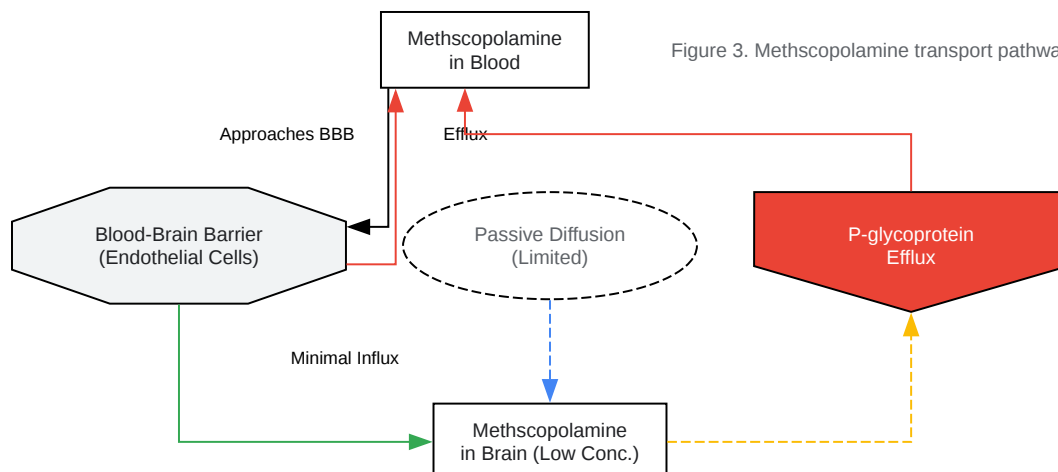 Methscopolamine
in Blood
Figure 3. Methscopolamine transport pathwa
Approaches BBB
Efflux
Blood-Brain Barrier
(Endothelial Cells)
Passive Diffusion
(Limited)
P-glycoprotein
Efflux
Minimal Influx
Methscopolamine
in Brain (Low Conc.)